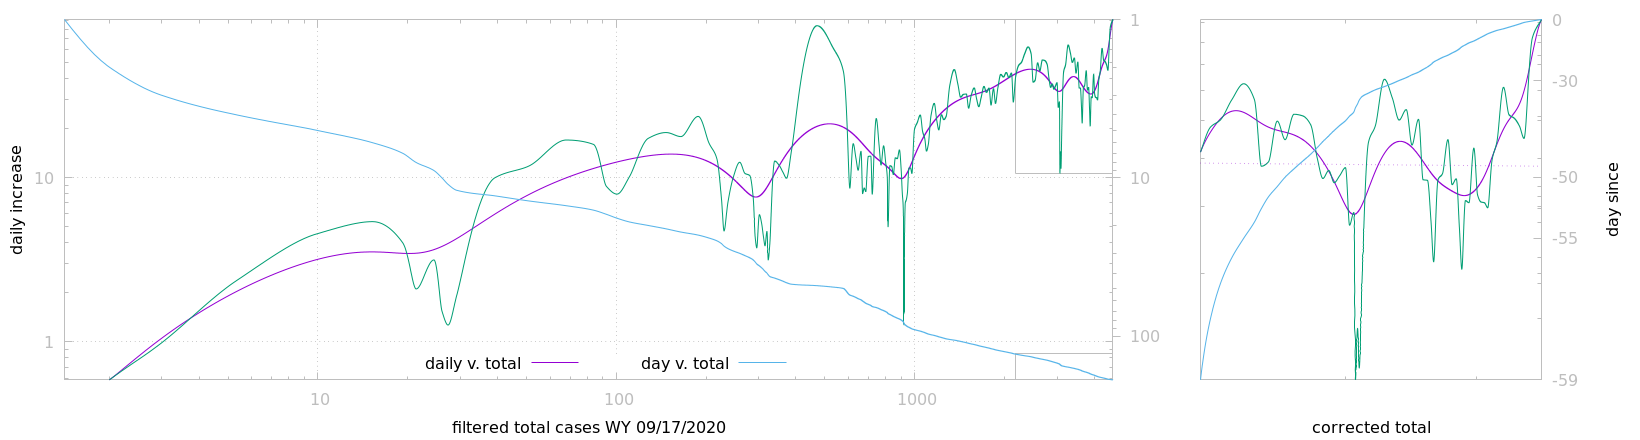 daily increase
10
1
10
100
1000
1
10
100
daily v. total
day v. total
filtered total cases WY 09/17/2020
0
-30
-50
-55
-59
day since
corrected total